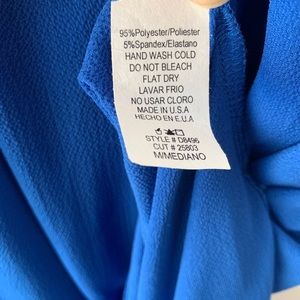 95%Polyester/Poliester
5%Spandex/Elastano
HAND WASH COLD
DO NOT BLEACH
FLAT DRY
LAVAR FRIO
NO USAR CLORO
MADE IN U.S.A
HECHO EN E.U.A
STYLE # D8496
CUT # 25803
M/MEDIANO